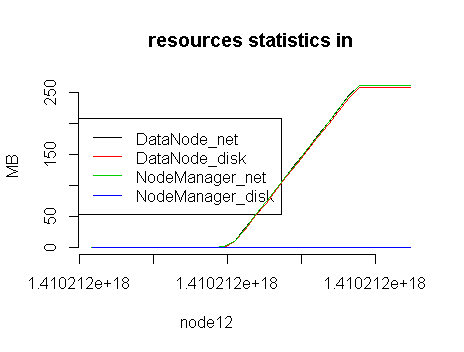 resources statistics in
MB
250
150
50
0
DataNode_net
DataNode_disk
NodeManager_net
NodeManager_disk
1.410212e+18 1.410212e+18 1.410212e+18
node12